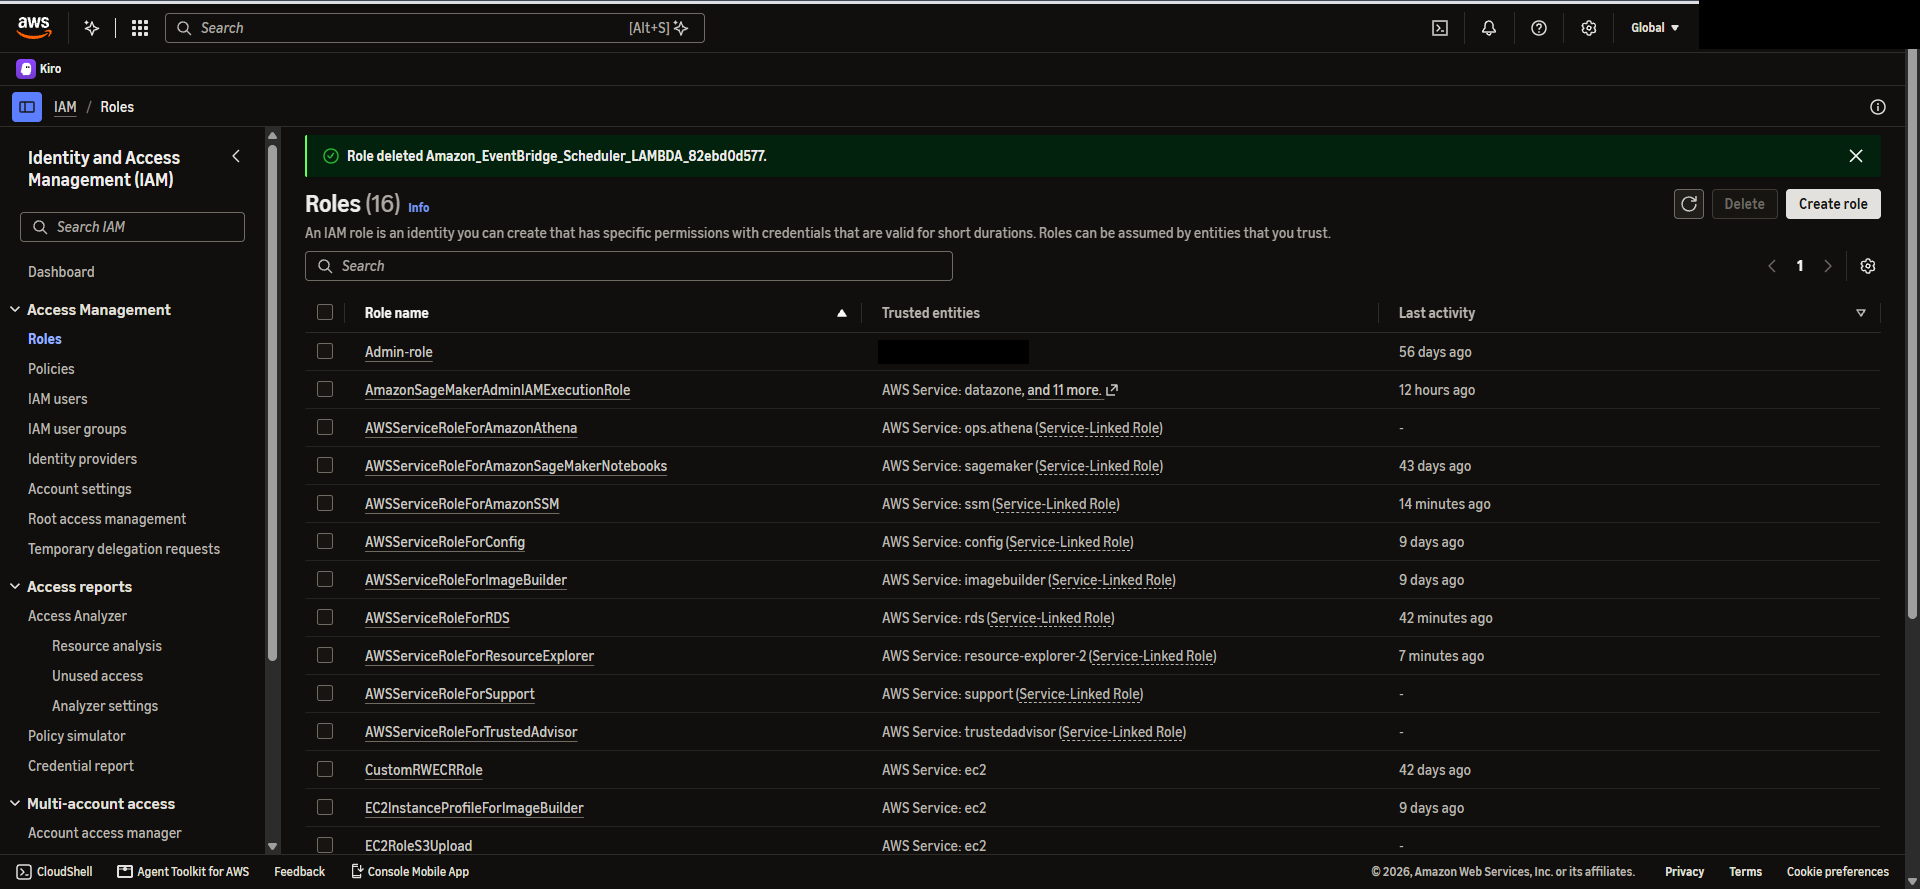 aws
Search [Alt+S]
Global
Kiro
IAM / Roles
Identity and Access
Management (IAM)
Search IAM
Dashboard
Access Management
Roles
Policies
IAM users
IAM user groups
Identity providers
Account settings
Root access management
Temporary delegation requests
Access reports
Access Analyzer
Resource analysis
Unused access
Analyzer settings
Policy simulator
Credential report
Multi-account access
Account access manager
Role deleted Amazon_EventBridge_Scheduler_LAMBDA_82ebd0d577.
Roles (16) Info
Delete
Create role
An IAM role is an identity you can create that has specific permissions with credentials that are valid for short durations. Roles can be assumed by entities that you trust.
Search
1
Role name Trusted entities Last activity
Admin-role 56 days ago
AmazonSageMakerAdminIAMExecutionRole AWS Service: datazone, and 11 more. 12 hours ago
AWSServiceRoleForAmazonAthena AWS Service: ops.athena (Service-Linked Role) -
AWSServiceRoleForAmazonSageMakerNotebooks AWS Service: sagemaker (Service-Linked Role) 43 days ago
AWSServiceRoleForAmazonSSM AWS Service: ssm (Service-Linked Role) 14 minutes ago
AWSServiceRoleForConfig AWS Service: config (Service-Linked Role) 9 days ago
AWSServiceRoleForImageBuilder AWS Service: imagebuilder (Service-Linked Role) 9 days ago
AWSServiceRoleForRDS AWS Service: rds (Service-Linked Role) 42 minutes ago
AWSServiceRoleForResourceExplorer AWS Service: resource-explorer-2 (Service-Linked Role) 7 minutes ago
AWSServiceRoleForSupport AWS Service: support (Service-Linked Role) -
AWSServiceRoleForTrustedAdvisor AWS Service: trustedadvisor (Service-Linked Role) -
CustomRWECRRole AWS Service: ec2 42 days ago
EC2InstanceProfileForImageBuilder AWS Service: ec2 9 days ago
EC2RoleS3Upload AWS Service: ec2 -
CloudShell Agent Toolkit for AWS Feedback Console Mobile App © 2026, Amazon Web Services, Inc. or its affiliates. Privacy Terms Cookie preferences